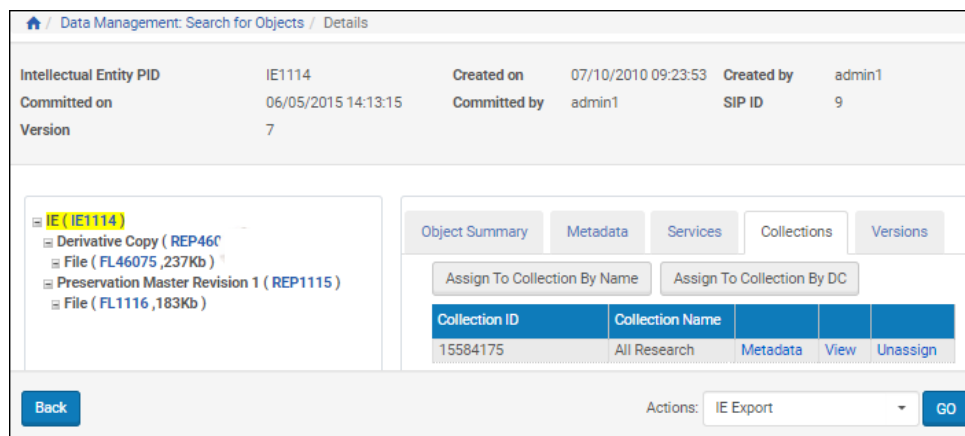 / Data Management: Search for Objects / Details
Intellectual Entity PID IE1114 Created on 07/10/2010 09:23:53 Created by admin1
Committed on 06/05/2015 14:13:15 Committed by admin1 SIP ID 9
Version 7
IE ( IE1114 )
Derivative Copy (
File ( FL46075 ,237Kb )
Preservation Master Revision 1 ( REP1115 )
File ( FL1116 ,183Kb )
Object Summary Metadata Services Collections Versions
Assign To Collection By Name Assign To Collection By DC
Collection ID Collection Name
15584175 All Research Metadata View Unassign
Back Actions: IE Export GO